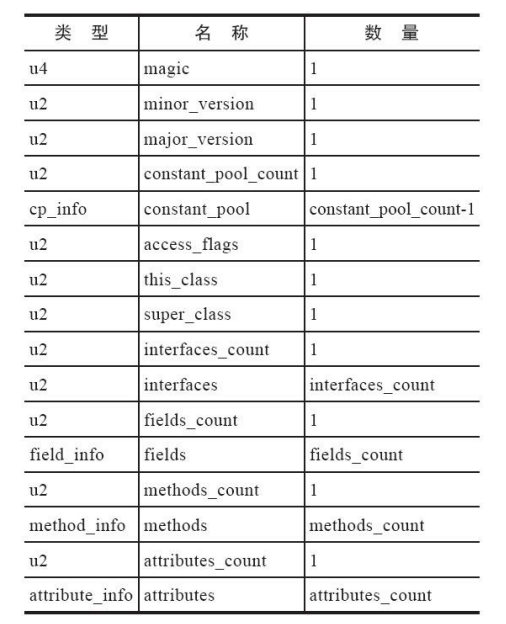 类 型 名 称 数 量
u4 magic 1
u2 minor_version 1
u2 major_version 1
u2 constant_pool_count 1
cp_info constant_pool constant_pool_count-1
u2 access_flags 1
u2 this_class 1
u2 super_class 1
u2 interfaces_count 1
u2 interfaces interfaces_count
u2 fields_count 1
field_info fields fields_count
u2 methods_count 1
method_info methods methods_count
u2 attributes_count 1
attribute_info attributes attributes_count